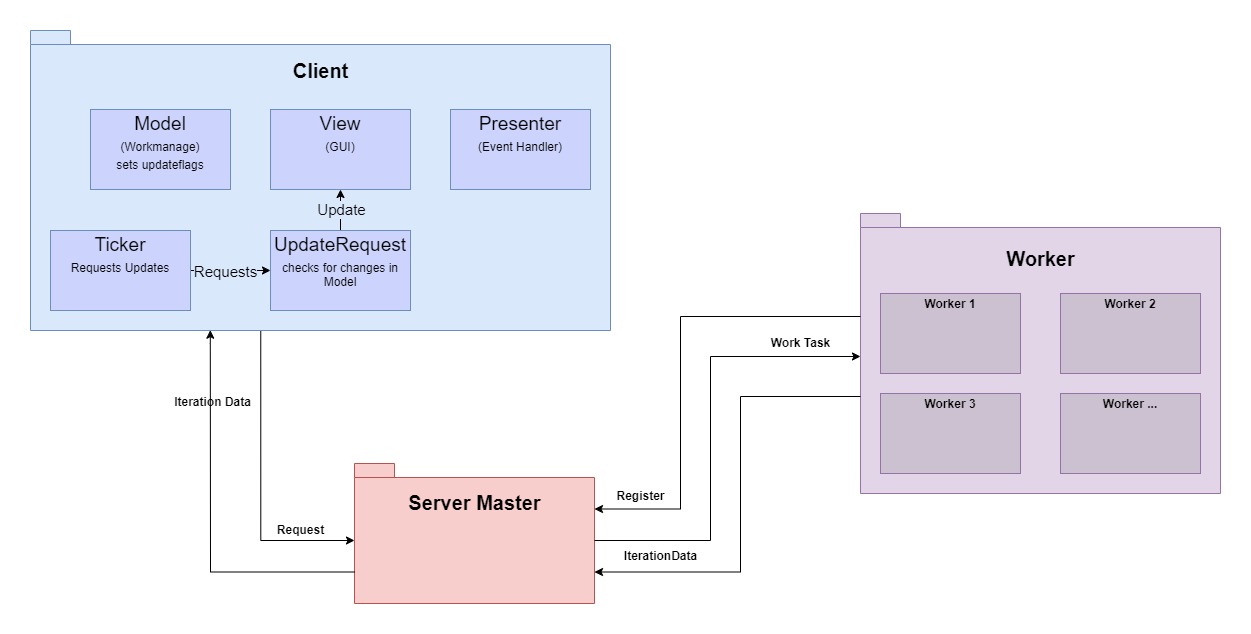 Client
Model
(Workmanage)
sets updateflags
View
(GUI)
Presenter
(Event Handler)
Update
Ticker
Requests Updates
Requests
UpdateRequest
checks for changes in
Model
Worker
Worker 1
Worker 2
Worker 3
Worker ...
Work Task
Iteration Data
Register
Request
IterationData
Server Master